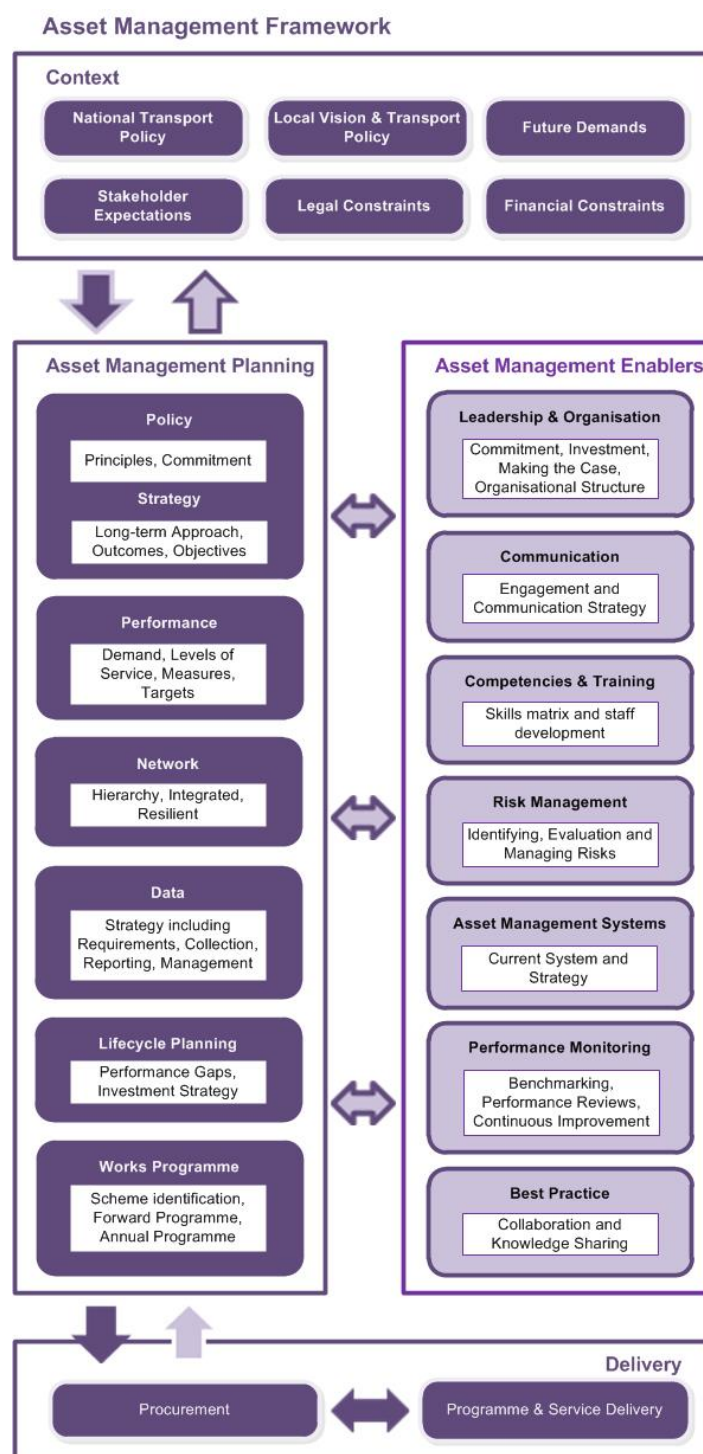 Asset Management Framework
Context
National Transport
Policy
Local Vision & Transport
Policy
Future Demands
Stakeholder
Expectations
Legal Constraints
Financial Constraints
Asset Management Planning
Policy
Principles, Commitment
Strategy
Long-term Approach,
Outcomes, Objectives
Performance
Demand, Levels of
Service, Measures,
Targets
Network
Hierarchy, Integrated,
Resilient
Data
Strategy including
Requirements, Collection,
Reporting, Management
Lifecycle Planning
Performance Gaps,
Investment Strategy
Works Programme
Scheme identification,
Forward Programme,
Annual Programme
Asset Management Enablers
Leadership & Organisation
Commitment, Investment,
Making the Case,
Organisational Structure
Communication
Engagement and
Communication Strategy
Competencies & Training
Skills matrix and staff
development
Risk Management
Identifying, Evaluation and
Managing Risks
Asset Management Systems
Current System and
Strategy
Performance Monitoring
Benchmarking,
Performance Reviews,
Continuous Improvement
Best Practice
Collaboration and
Knowledge Sharing
Delivery
Procurement
Programme & Service Delivery